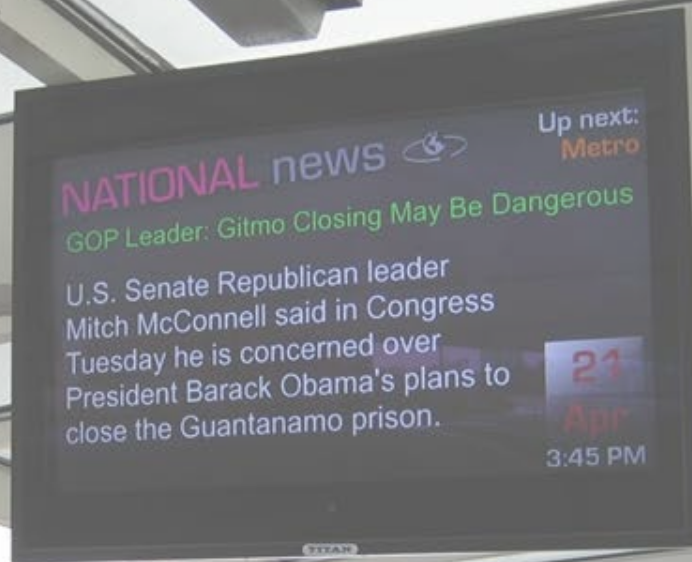 Up next:
Metro
NATIONAL news
GOP Leader: Gitmo Closing May Be Dangerous
U.S. Senate Republican leader
Mitch McConnell said in Congress
Tuesday he is concerned over
President Barack Obama's plans to
close the Guantanamo prison.
21
Apr
3:45 PM
TITAN